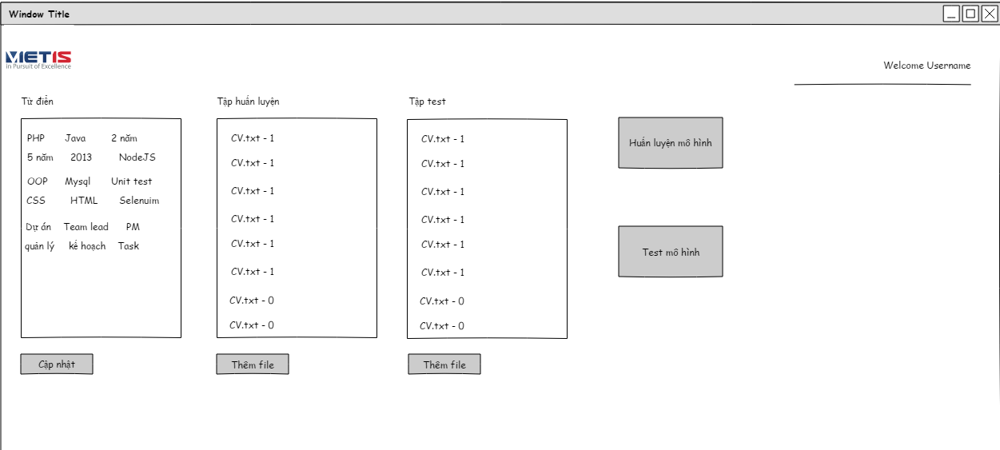 Window Title
VIETIS
in Pursuit of Excellence
Welcome Username
Từ điển
PHP Java 2 năm
5 năm 2013 NodeJS
OOP Mysql Unit test
CSS HTML Selenuim
Dự án Team lead PM
quản lý kế hoạch Task
Cập nhật
Tập huấn luyện
CV.txt - 1
CV.txt - 1
CV.txt - 1
CV.txt - 1
CV.txt - 1
CV.txt - 1
CV.txt - 0
CV.txt - 0
Thêm file
Tập test
CV.txt - 1
CV.txt - 1
CV.txt - 1
CV.txt - 1
CV.txt - 1
CV.txt - 1
CV.txt - 0
CV.txt - 0
Thêm file
Huấn luyện mô hình
Test mô hình